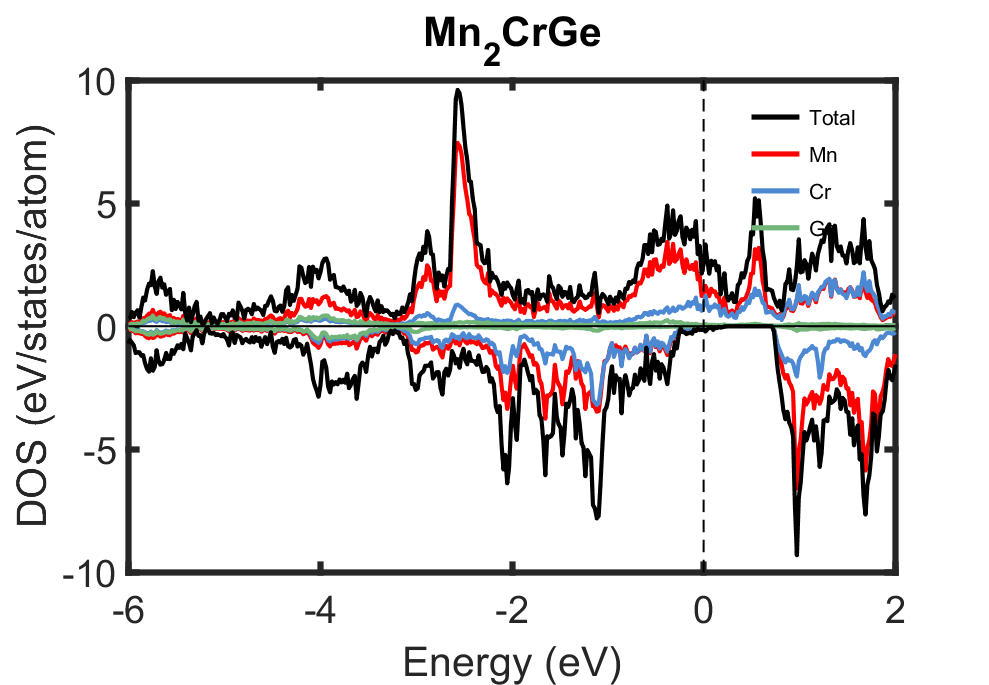 Mn₂CrGe
10
5
0
-5
-10
DOS (eV/states/atom)
Total
Mn
Cr
-6
-4
-2
0
2
Energy (eV)